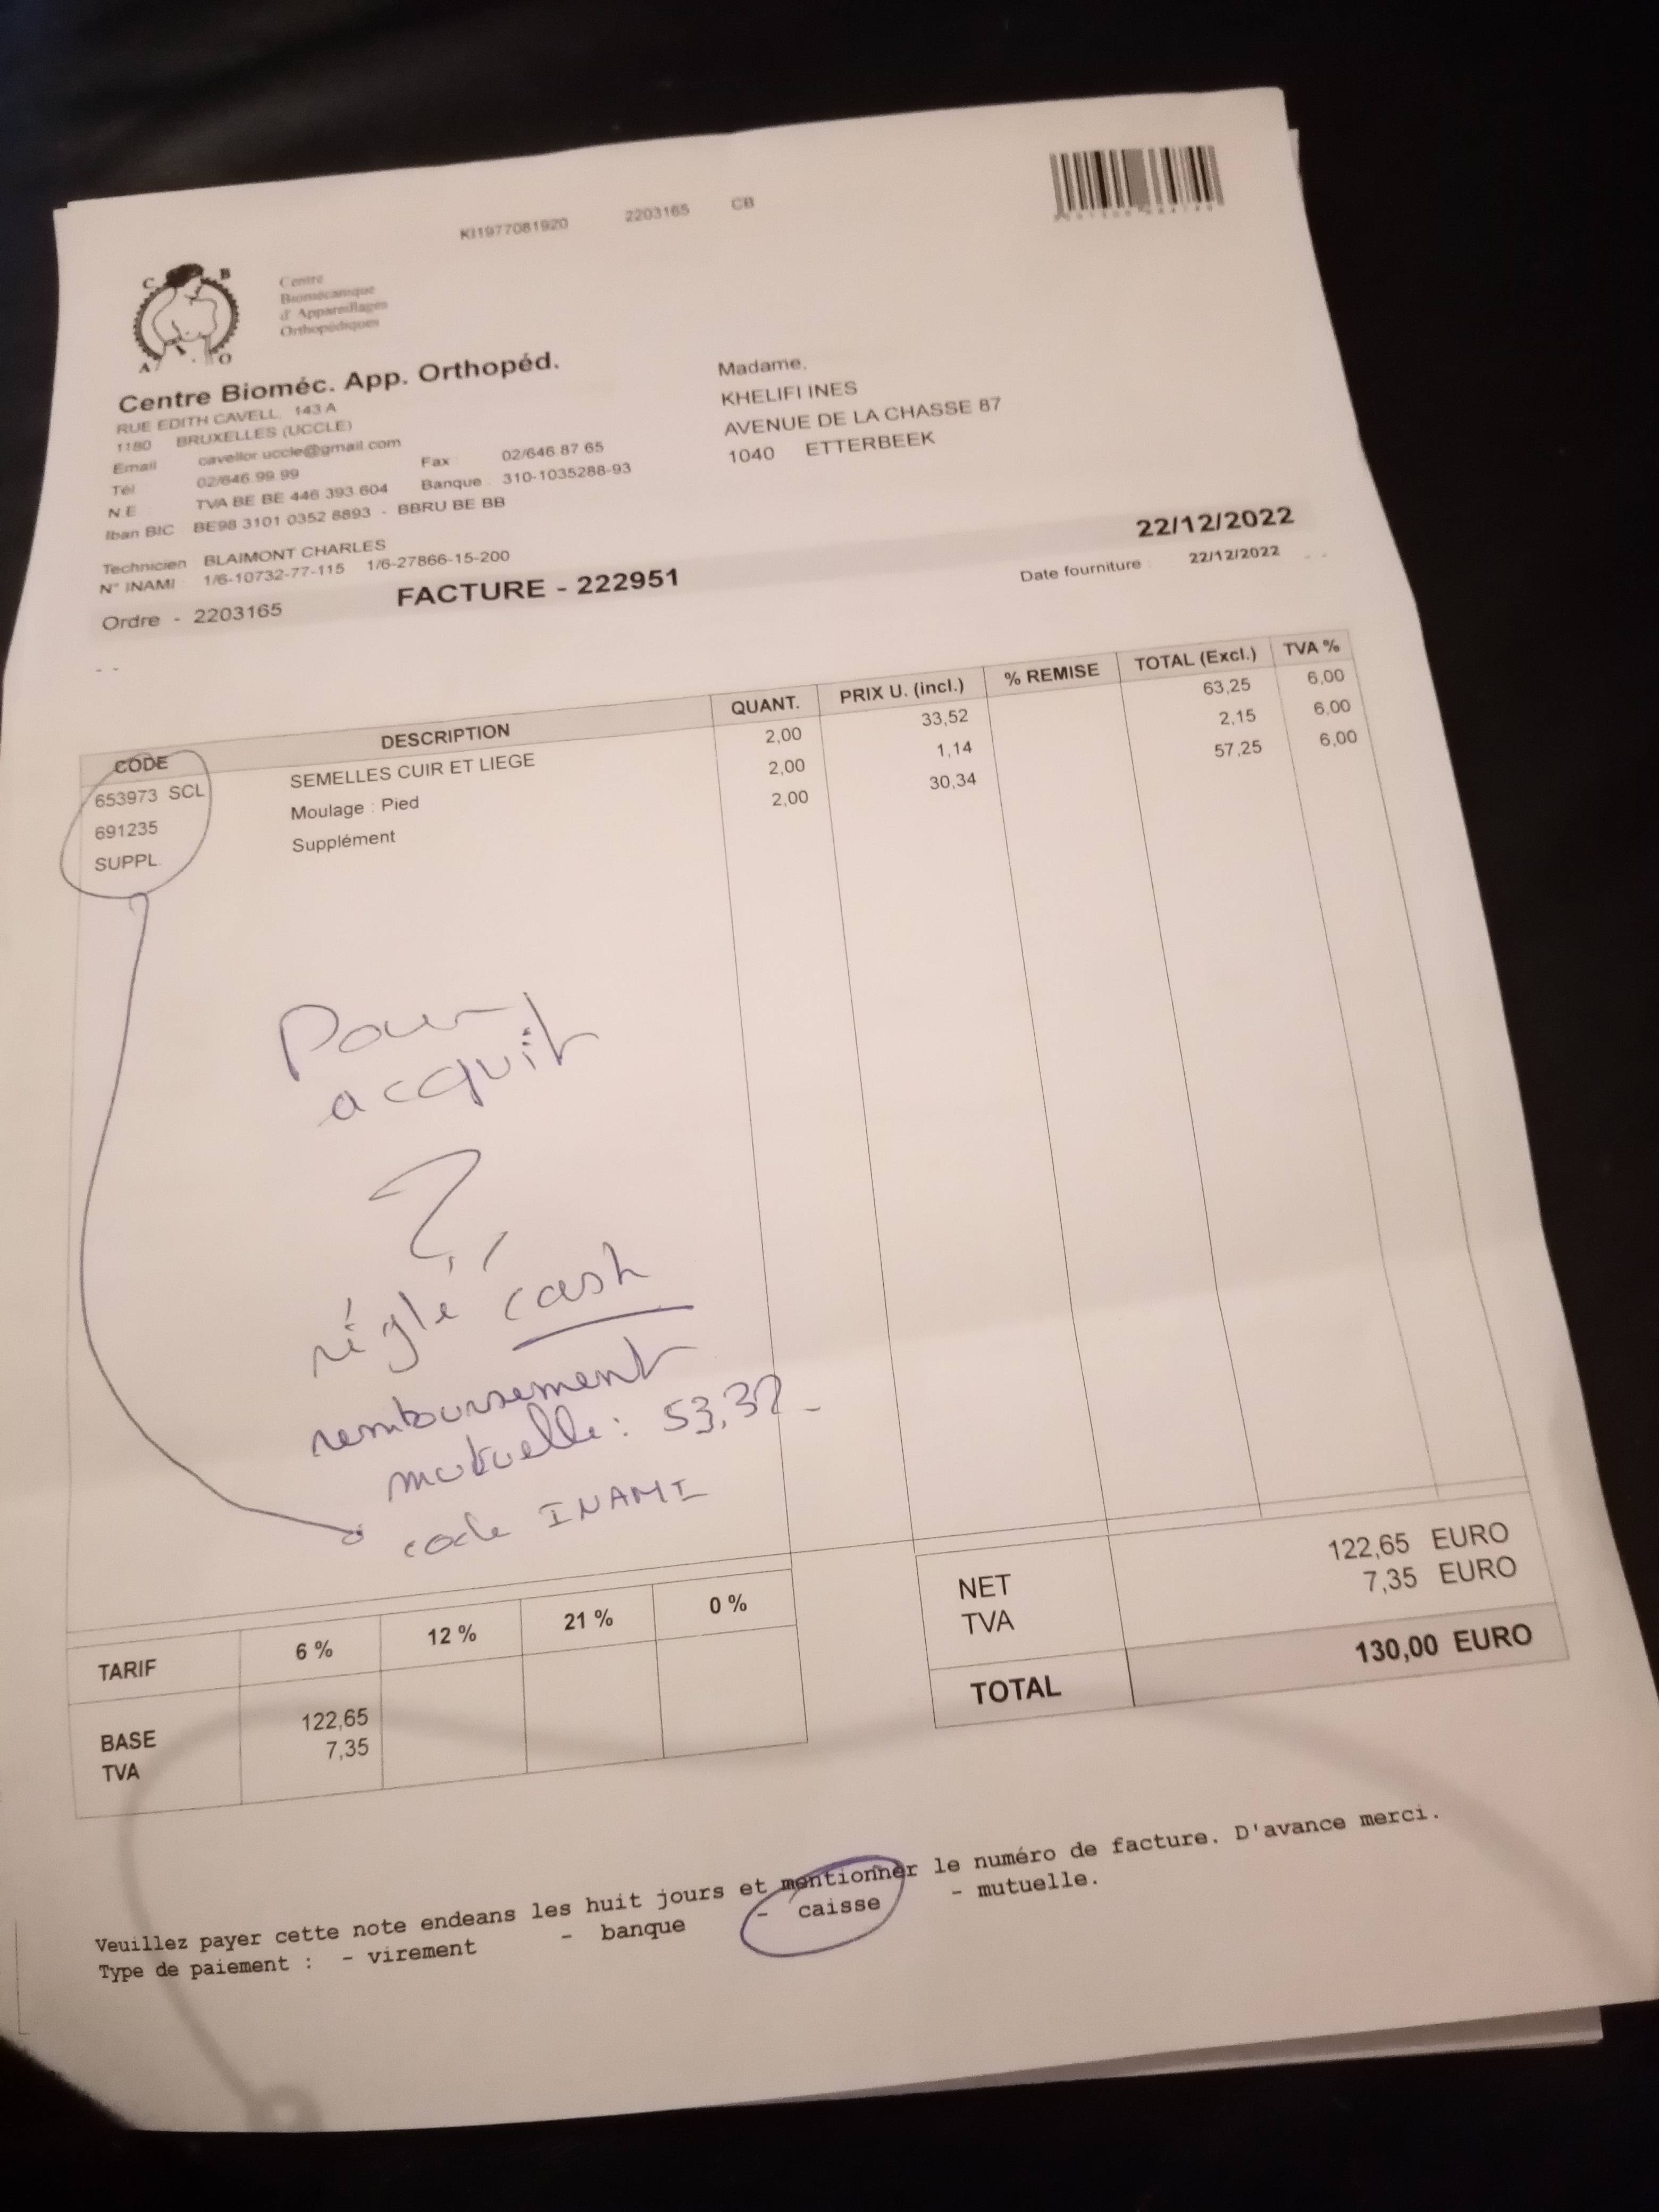 KI1977081920 2203165 CB
C B
A O
Centre
Biomécanique
d' Appareillages
Orthopédiques
Centre Bioméc. App. Orthopéd.
RUE EDITH CAVELL 143 A
1180 BRUXELLES (UCCLE)
Email cavellor.uccle@gmail.com
Tél 02/646.99.99 Fax : 02/646.87.65
N.E TVA BE BE 446 393 604 Banque : 310-1035288-93
Iban BIC BE98 3101 0352 8893 - BBRU BE BB
Technicien BLAIMONT CHARLES
N° INAMI 1/6-10732-77-115 1/6-27866-15-200
Madame,
KHELIFI INES
AVENUE DE LA CHASSE 87
1040 ETTERBEEK
22/12/2022
Ordre - 2203165 FACTURE - 222951
Date fourniture : 22/12/2022 - -
- -
CODE DESCRIPTION QUANT. PRIX U. (incl.) % REMISE TOTAL (Excl.) TVA %
653973 SCL SEMELLES CUIR ET LIEGE 2,00 33,52 63,25 6,00
691235 Moulage : Pied 2,00 1,14 2,15 6,00
SUPPL. Supplément 2,00 30,34 57,25 6,00
Pour
acquit
réglé cash
remboursement
mutuelle : 53,32 -
code INAMI
TARIF 6 % 12 % 21 % 0 %
BASE 122,65
TVA 7,35
NET 122,65 EURO
TVA 7,35 EURO
TOTAL 130,00 EURO
Veuillez payer cette note endeans les huit jours et mentionner le numéro de facture. D'avance merci.
Type de paiement : - virement - banque - caisse - mutuelle.